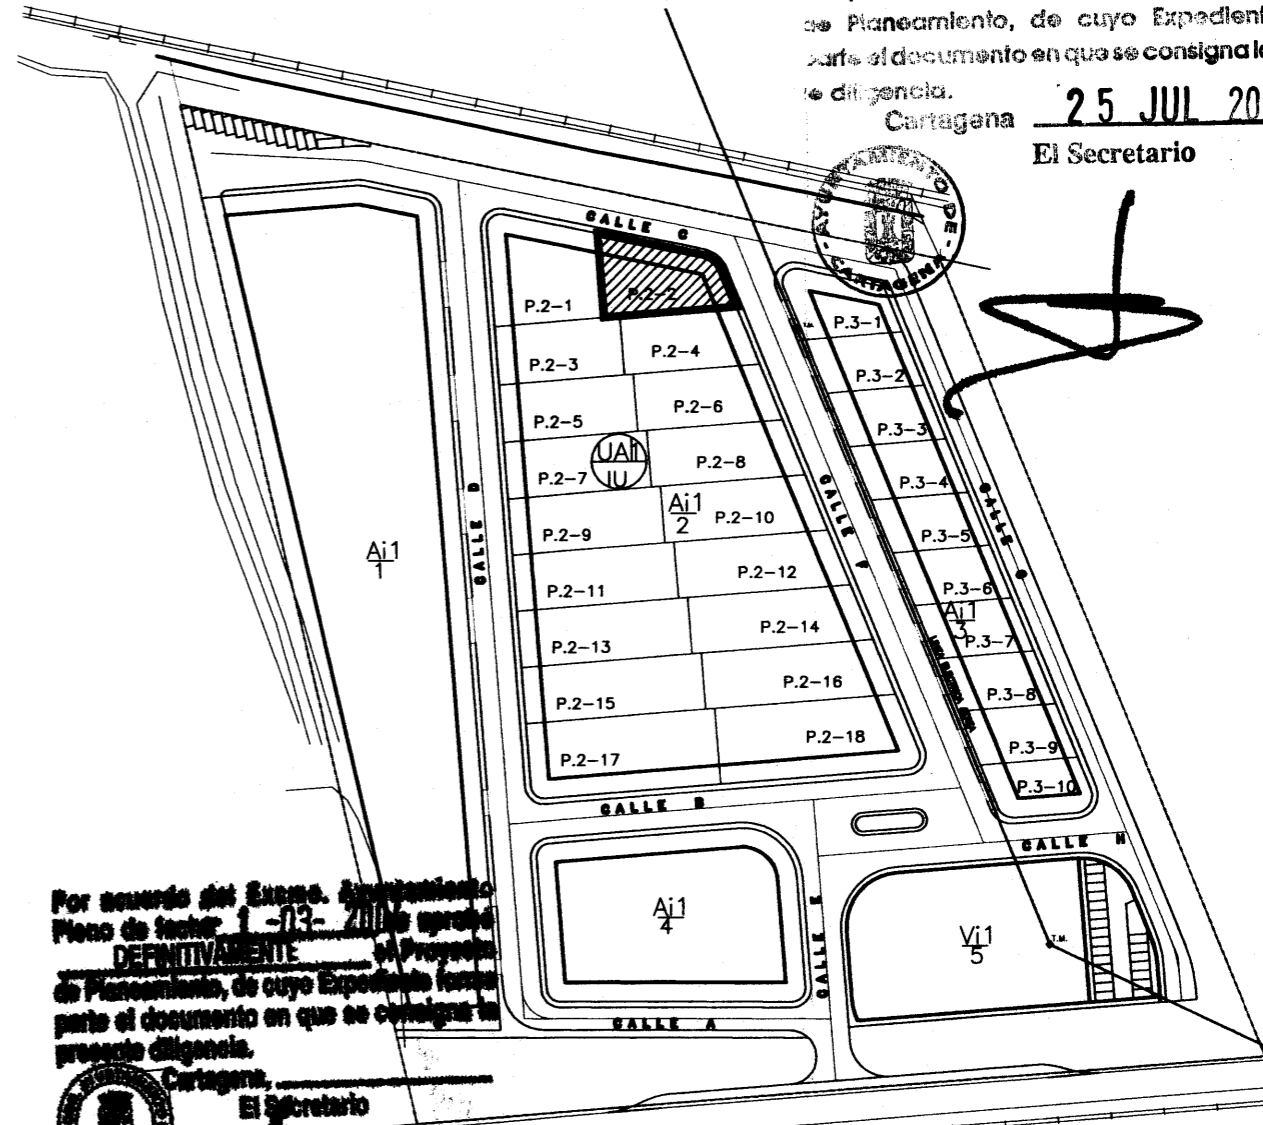 de Planeamiento, de cuyo Expedient
parte el documento en que se consigna la
diligencia.
Cartagena 25 JUL 20
El Secretario
AYUNTAMIENTO DE - CARTAGENA -
CALLE C
P.2-1
P.2-2
P.2-3
P.2-4
P.2-5
P.2-6
P.2-7
UAi1
IU
P.2-8
P.2-9
Ai1
2
P.2-10
P.2-11
P.2-12
P.2-13
P.2-14
P.2-15
P.2-16
P.2-17
P.2-18
P.3-1
P.3-2
P.3-3
P.3-4
P.3-5
P.3-6
Ai1
3
P.3-7
P.3-8
P.3-9
P.3-10
CALLE D
CALLE
CALLE
Ai1
1
CALLE B
CALLE H
Ai1
4
CALLE E
Vi1
5
T.M.
CALLE A
Por acuerdo del Excmo. Ayuntamiento
Pleno de fecha 1 -03- 200 se aprobó
DEFINITIVAMENTE el Proyecto
de Planeamiento, de cuyo Expediente forma
parte el documento en que se consigna la
presente diligencia.
Cartagena,
El Secretario